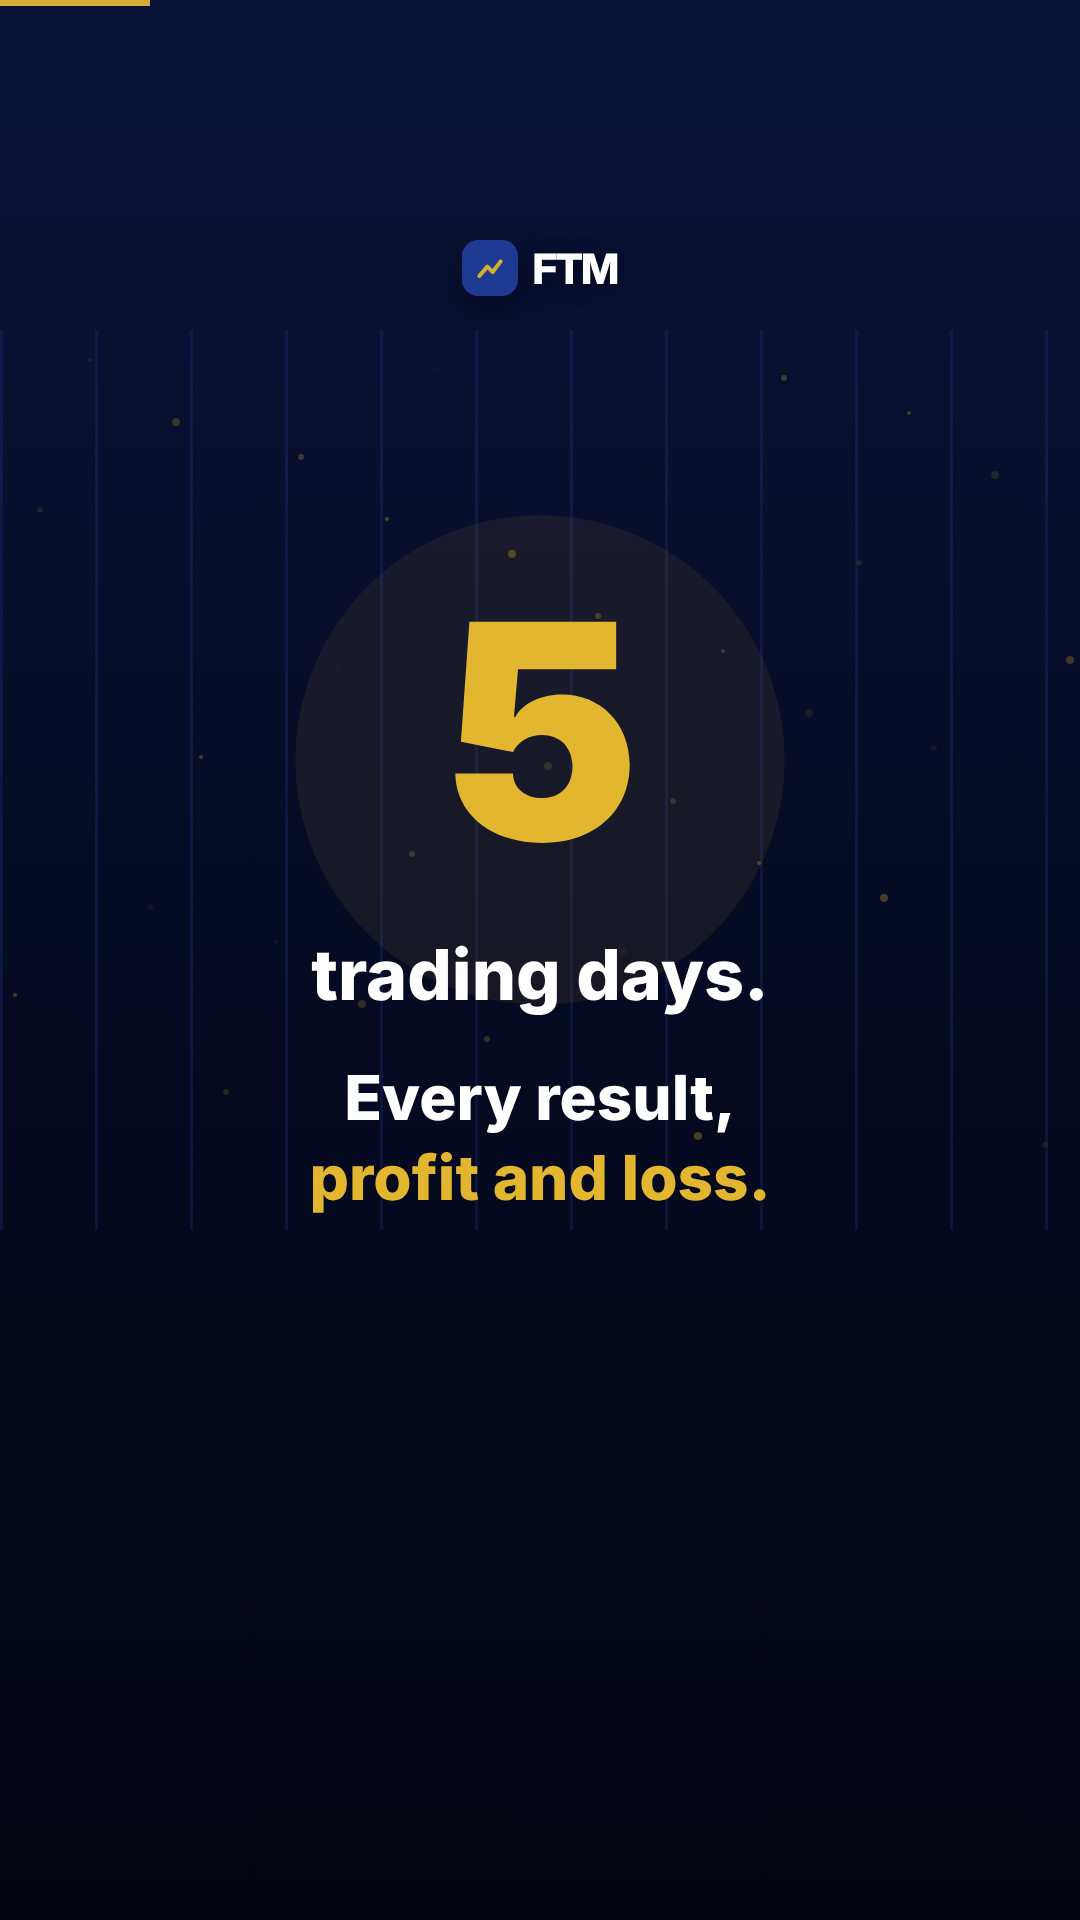 FTM
5
trading days.
Every result,
profit and loss.